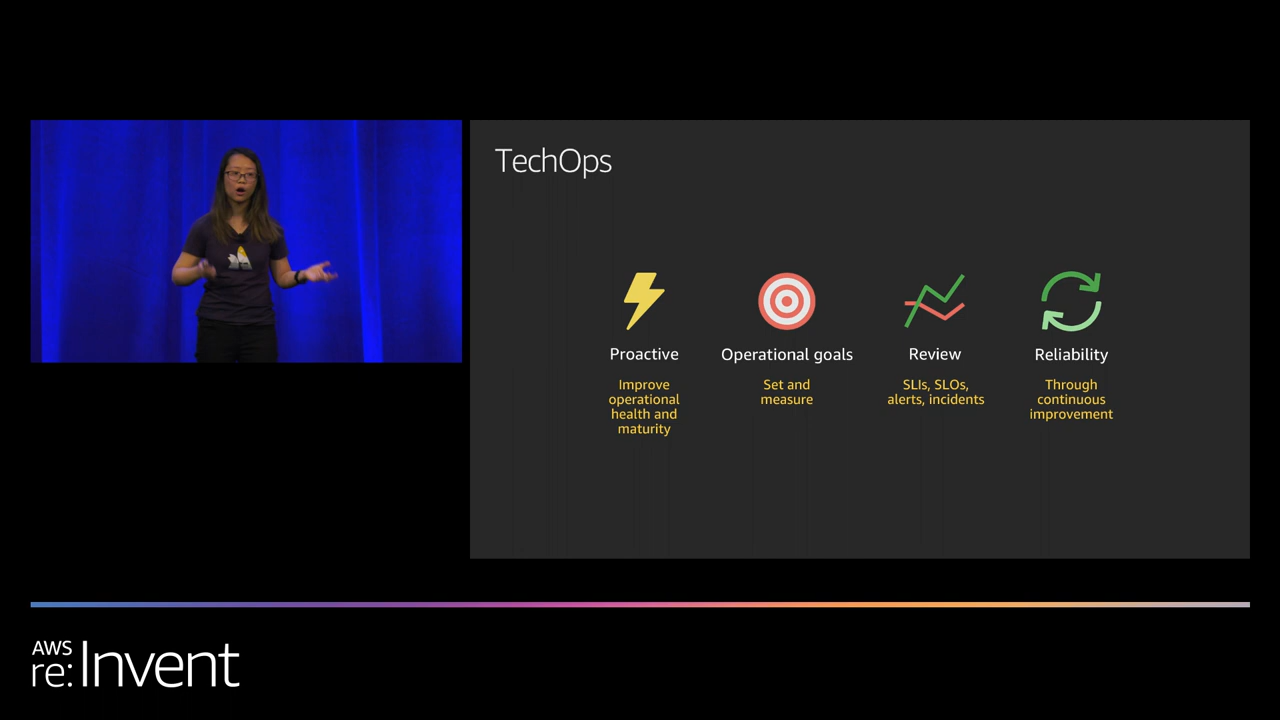 TechOps
Proactive
Improve
operational
health and
maturity
Operational goals
Set and
measure
Review
SLIs, SLOs,
alerts, incidents
Reliability
Through
continuous
improvement
AWS
re:Invent